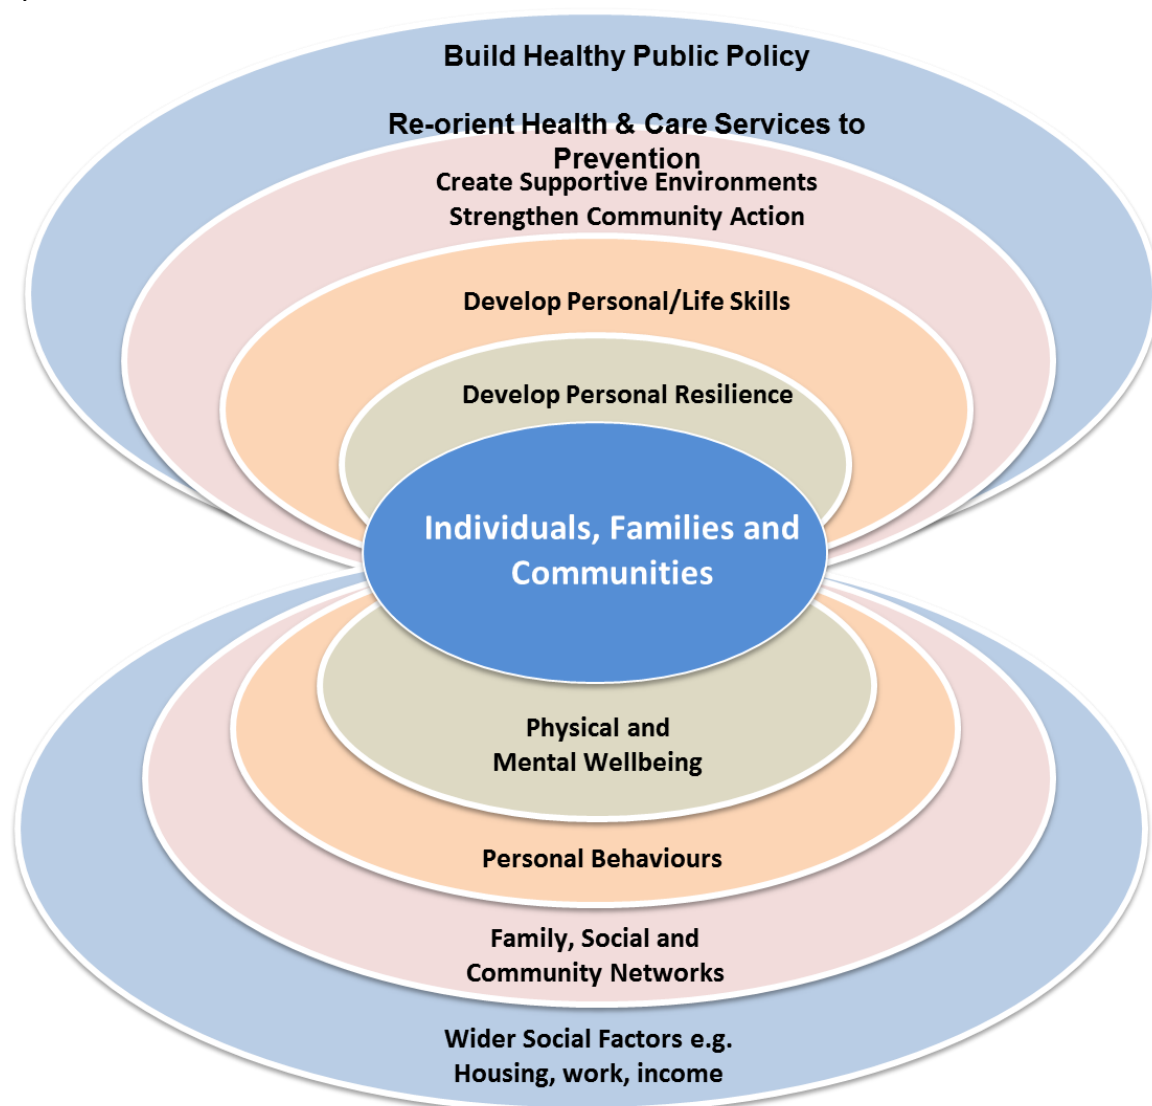 Build Healthy Public Policy
Re-orient Health & Care Services to
Prevention
Create Supportive Environments
Strengthen Community Action
Develop Personal/Life Skills
Develop Personal Resilience
Individuals, Families and
Communities
Physical and
Mental Wellbeing
Personal Behaviours
Family, Social and
Community Networks
Wider Social Factors e.g.
Housing, work, income